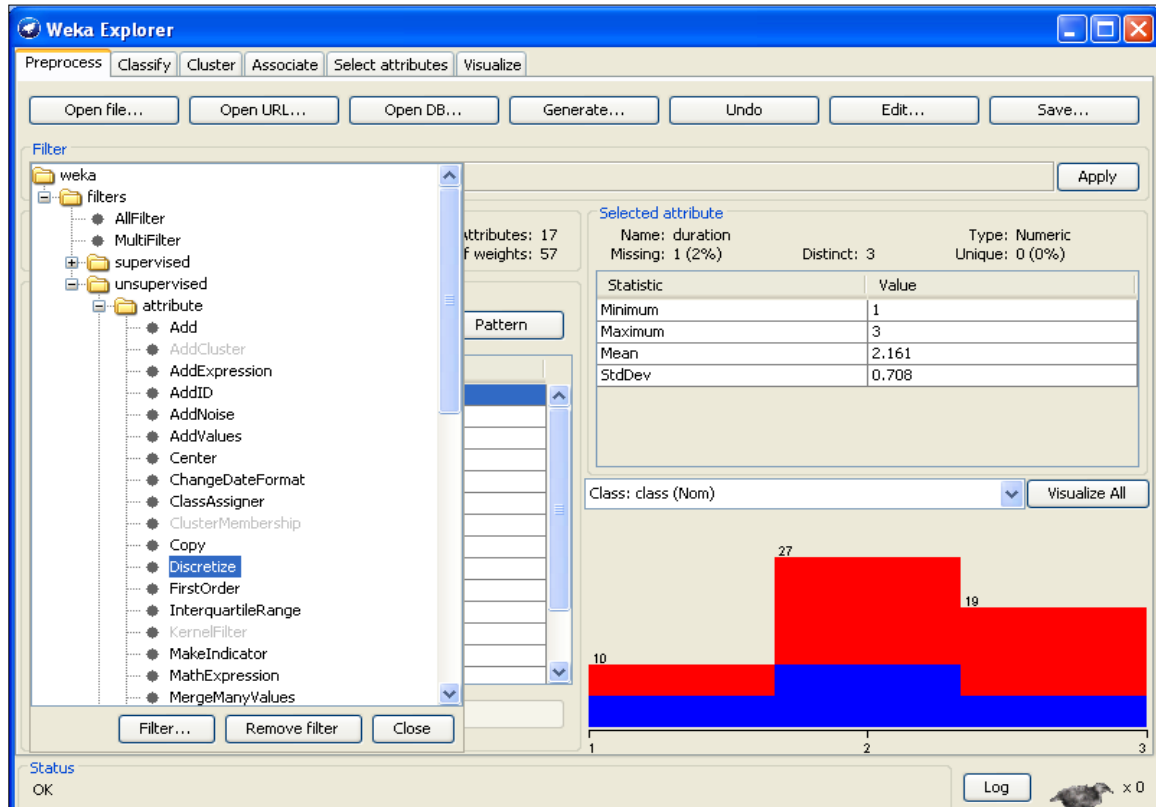 Weka Explorer
Preprocess Classify Cluster Associate Select attributes Visualize
Open file... Open URL... Open DB... Generate... Undo Edit... Save...
Filter
weka
filters
AllFilter
MultiFilter
supervised
unsupervised
attribute
Add
AddCluster
AddExpression
AddID
AddNoise
AddValues
Center
ChangeDateFormat
ClassAssigner
ClusterMembership
Copy
Discretize
FirstOrder
InterquartileRange
KernelFilter
MakeIndicator
MathExpression
MergeManyValues
Filter... Remove filter Close
Apply
ttributes: 17
f weights: 57
Pattern
Selected attribute
Name: duration Type: Numeric
Missing: 1 (2%) Distinct: 3 Unique: 0 (0%)
Statistic Value
Minimum 1
Maximum 3
Mean 2.161
StdDev 0.708
Class: class (Nom) Visualize All
27
19
10
1 2 3
Status
OK
Log x 0